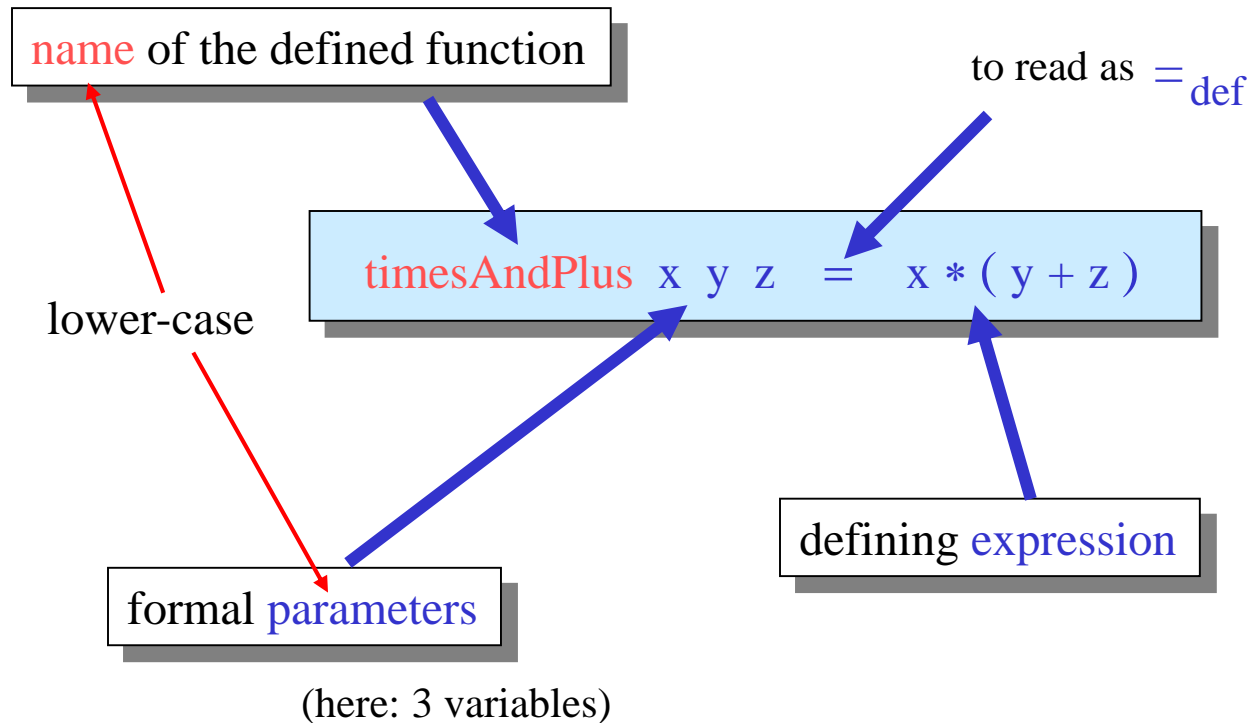 name of the defined function
to read as =def
timesAndPlus x y z = x * ( y + z )
lower-case
defining expression
formal parameters
(here: 3 variables)